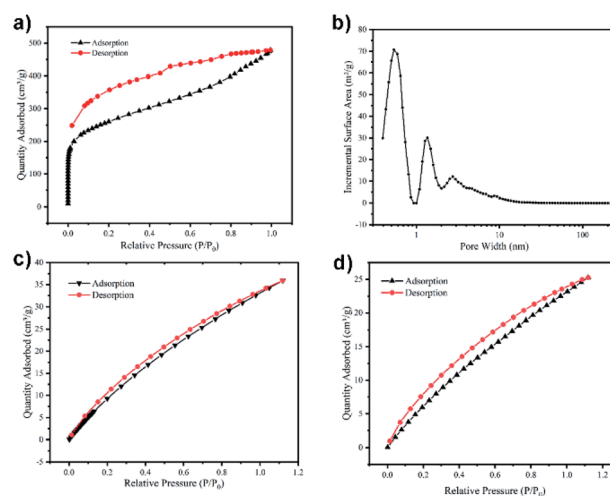 a)
Adsorption
Desorption
Quantity Adsorbed (cm³/g)
500
400
300
200
100
0
0.0 0.2 0.4 0.6 0.8 1.0
Relative Pressure (P/P₀)
b)
Incremental Surface Area (m²/g)
80
70
60
50
40
30
20
10
0
1 10 100
Pore Width (nm)
c)
Adsorption
Desorption
Quantity Adsorbed (cm³/g)
40
35
30
25
20
15
10
5
0
-5
0.0 0.2 0.4 0.6 0.8 1.0 1.2
Relative Pressure (P/P₀)
d)
Adsorption
Desorption
Quantity Adsorbed (cm³/g)
25
20
15
10
5
0
0.0 0.2 0.4 0.6 0.8 1.0 1.2
Relative Pressure (P/P₀)